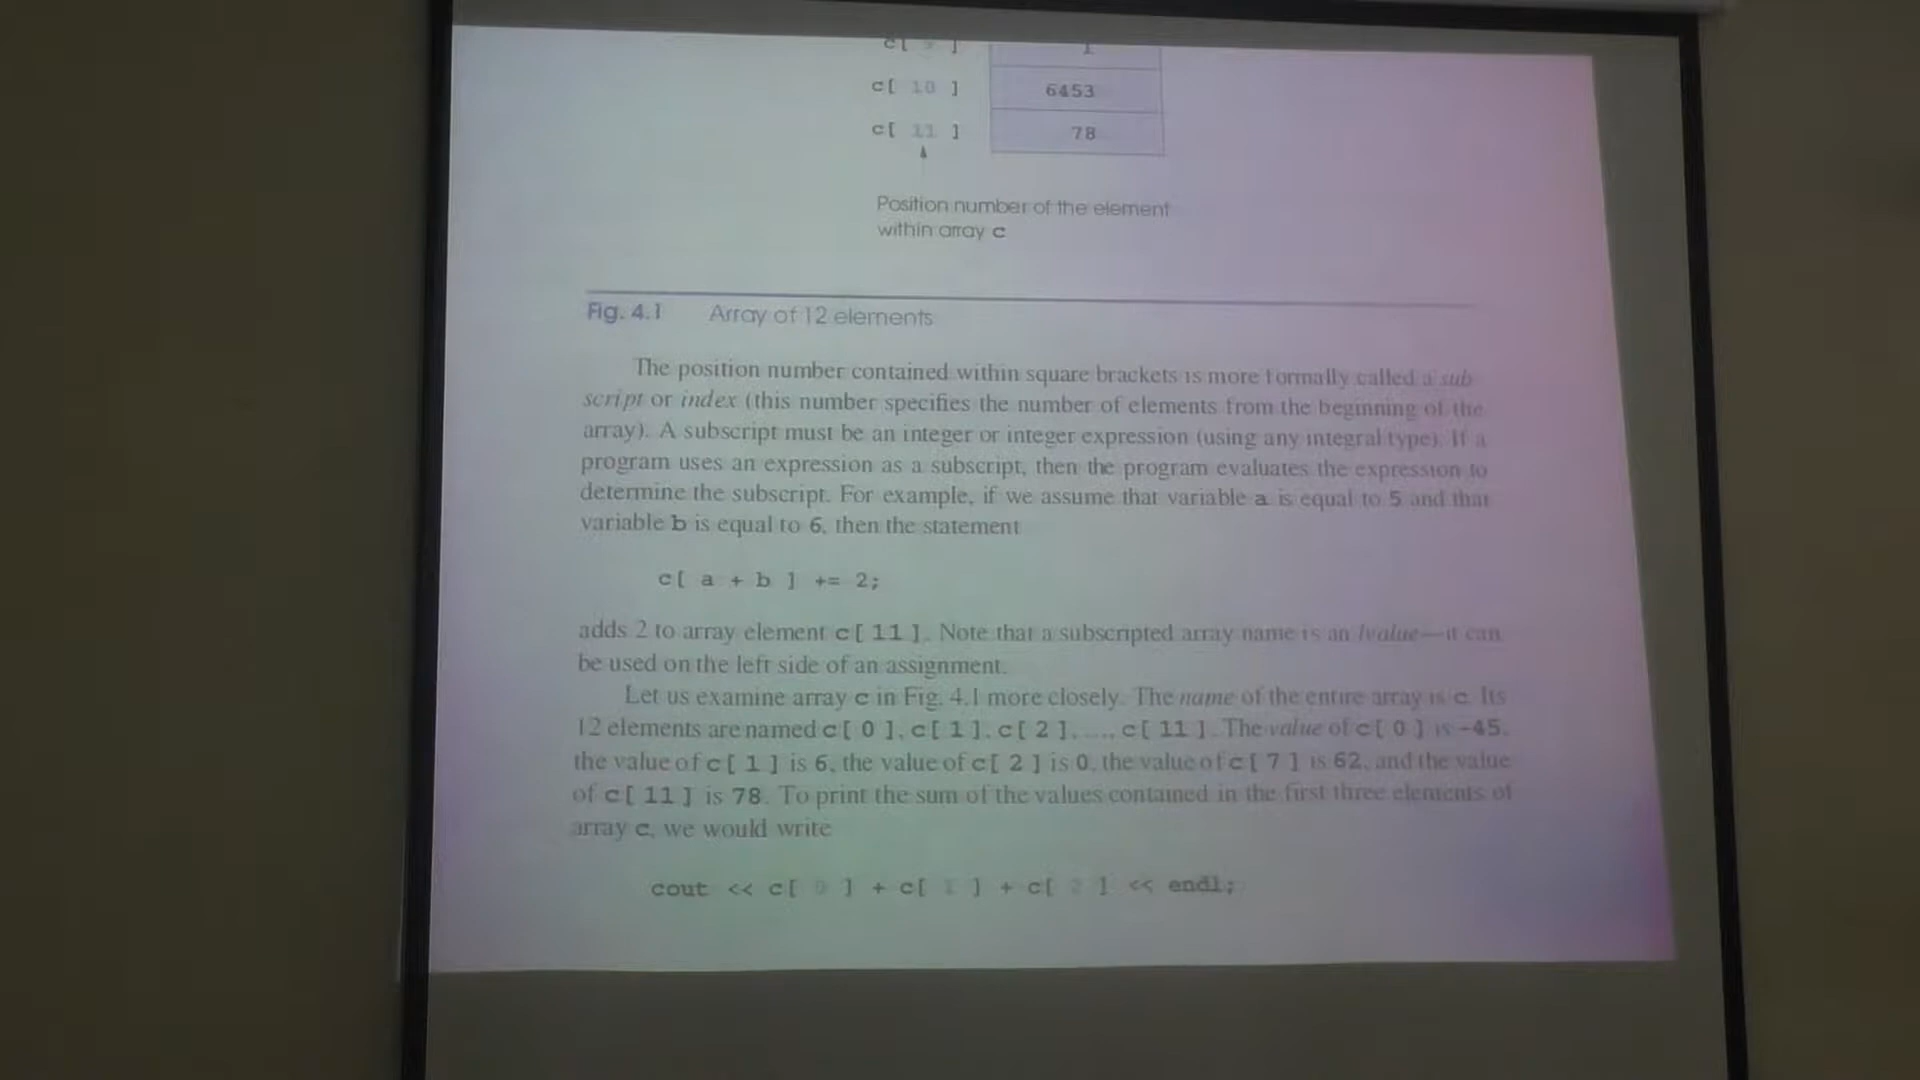 c[ 10 ] 6453
c[ 11 ] 78
Position number of the element
within array c
Fig. 4.1 Array of 12 elements
The position number contained within square brackets is more formally called a sub
script or index (this number specifies the number of elements from the beginning of the
array). A subscript must be an integer or integer expression (using any integral type). If a
program uses an expression as a subscript, then the program evaluates the expression to
determine the subscript. For example, if we assume that variable a is equal to 5 and that
variable b is equal to 6, then the statement
c[ a + b ] += 2;
adds 2 to array element c[ 11 ]. Note that a subscripted array name is an lvalue—it can
be used on the left side of an assignment.
Let us examine array c in Fig. 4.1 more closely. The name of the entire array is c. Its
12 elements are named c[ 0 ], c[ 1 ], c[ 2 ], ..., c[ 11 ]. The value of c[ 0 ] is -45,
the value of c[ 1 ] is 6, the value of c[ 2 ] is 0, the value of c[ 7 ] is 62, and the value
of c[ 11 ] is 78. To print the sum of the values contained in the first three elements of
array c, we would write
cout << c[ 0 ] + c[ 1 ] + c[ 2 ] << endl;